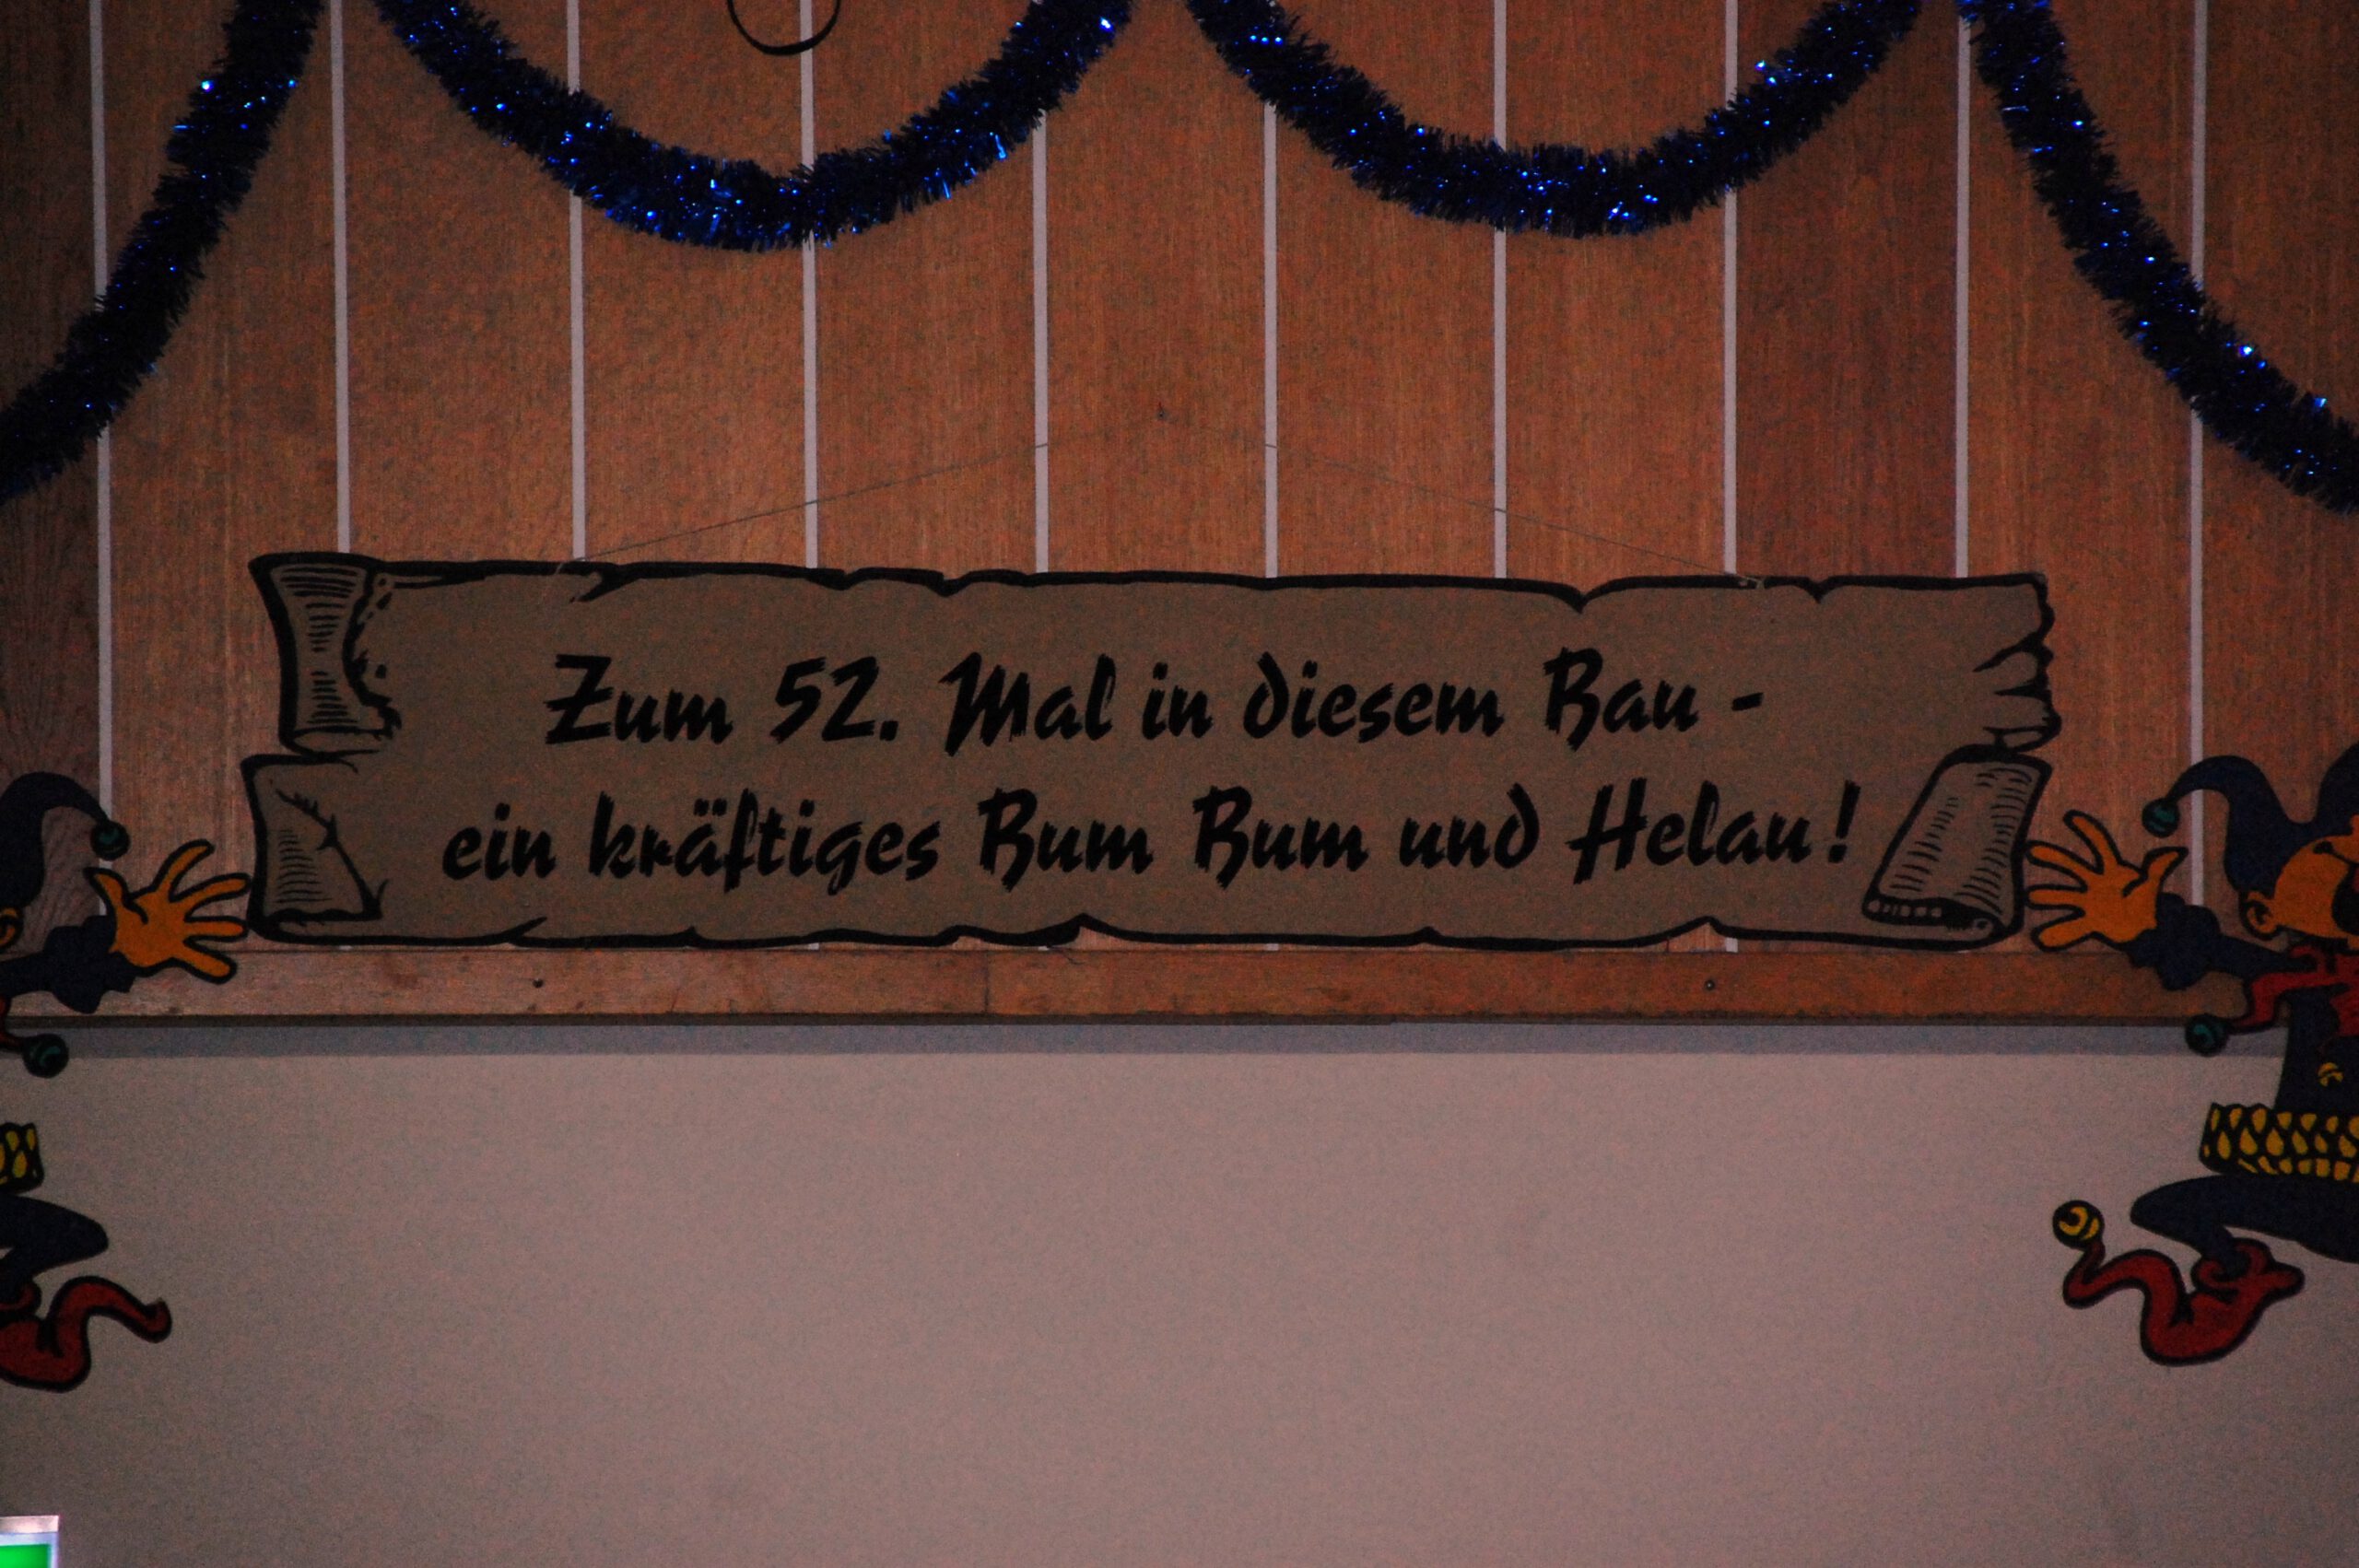 Zum 52. Mal in diesem Bau -
ein kräftiges Bum Bum und Helau!